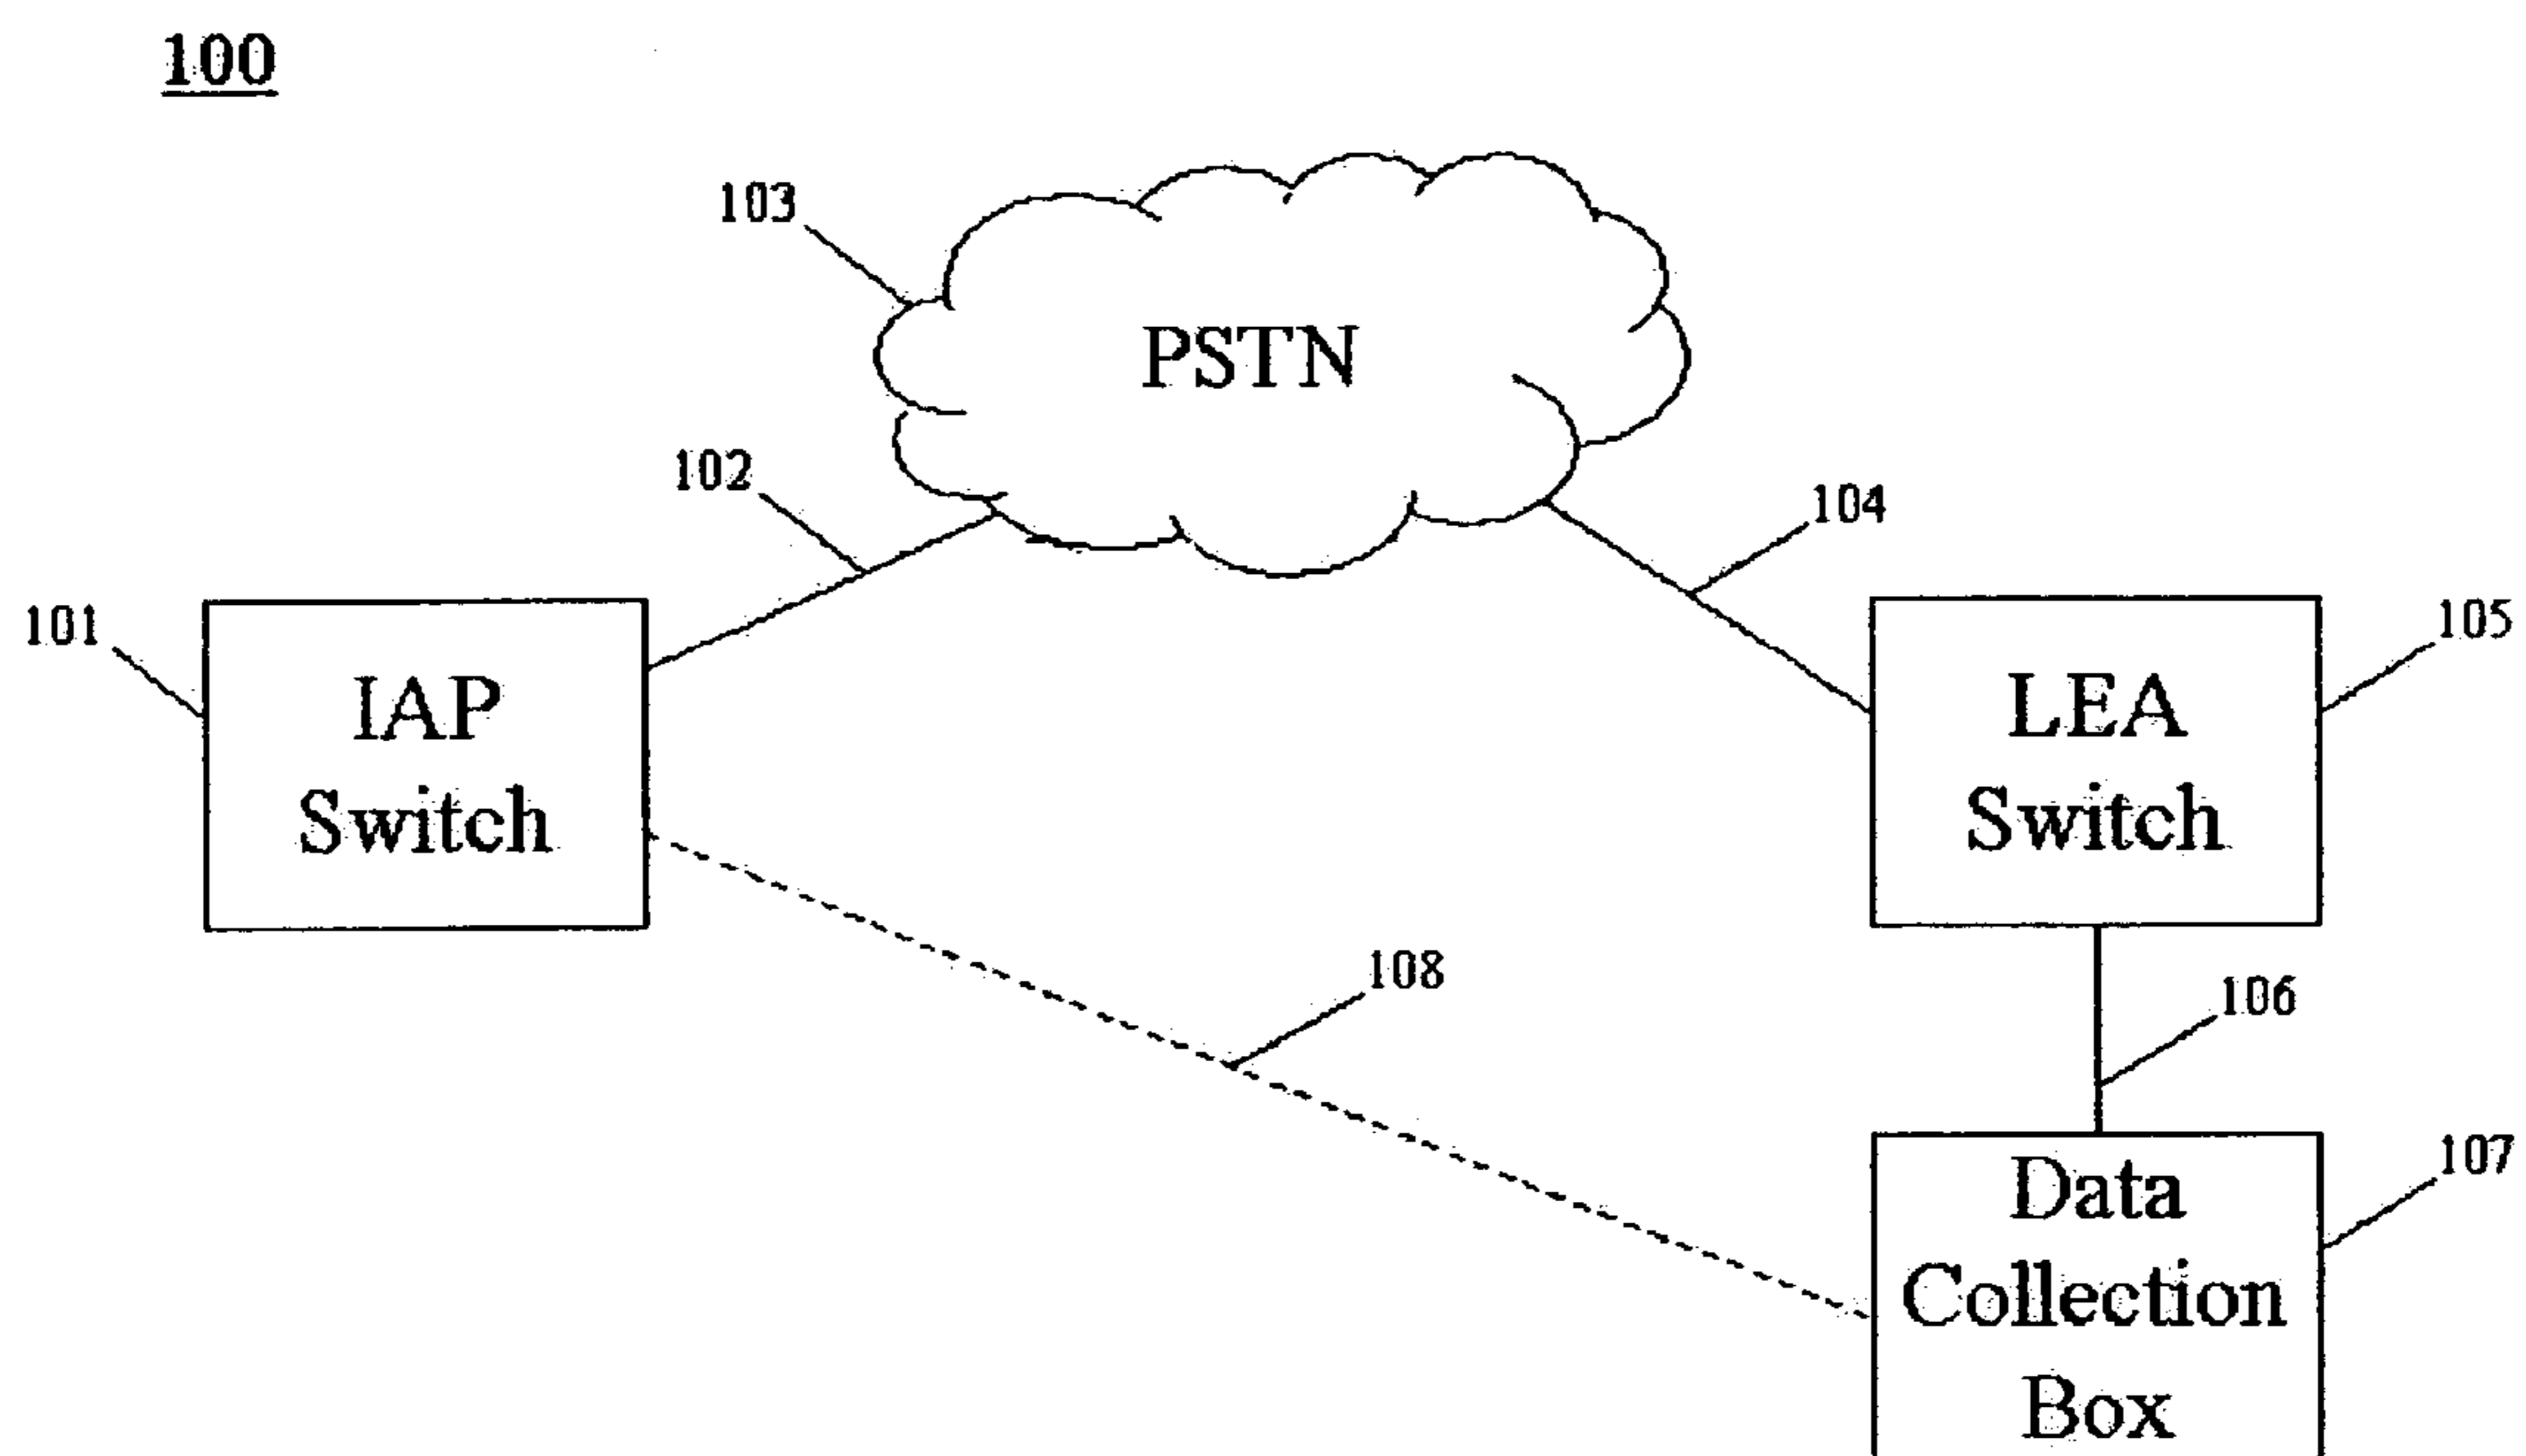 100
103
PSTN
102
104
101
IAP
Switch
LEA
Switch
105
108
106
Data
Collection
Box
107